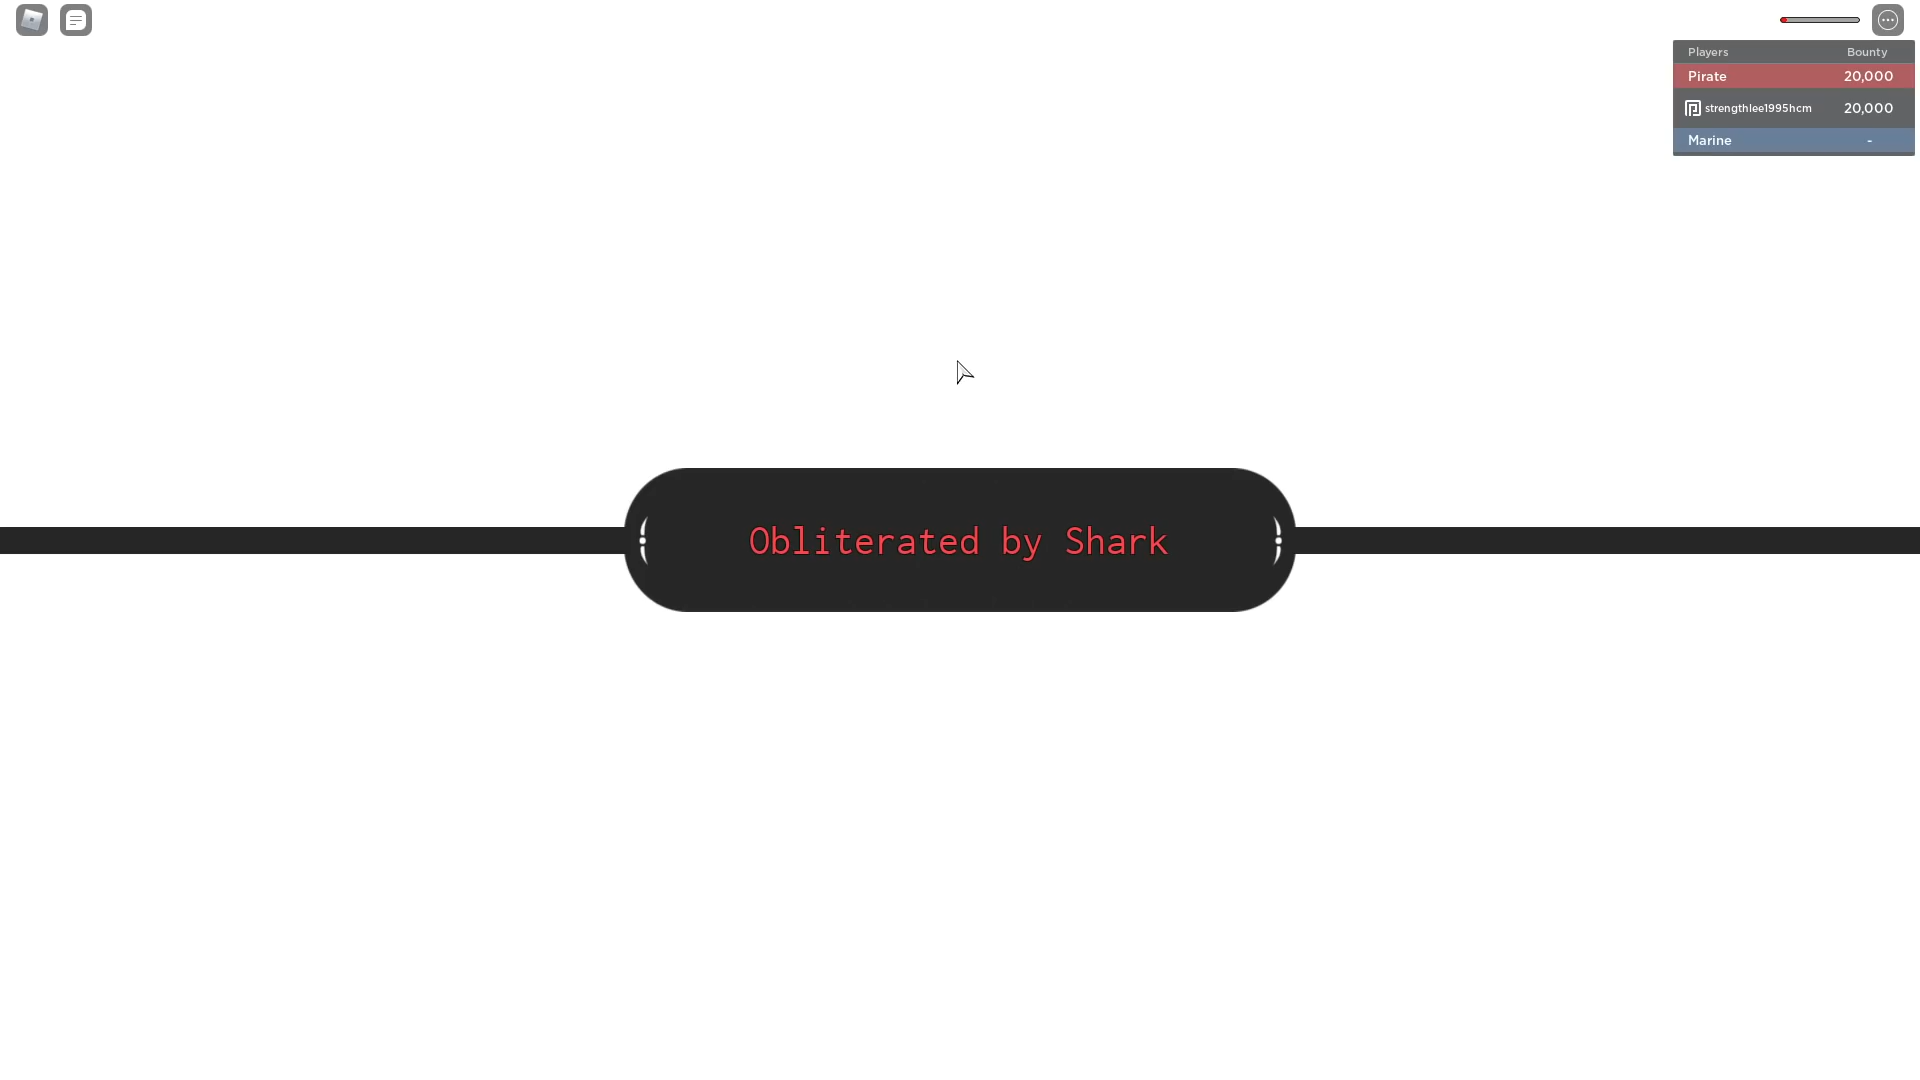 Players Bounty
Pirate 20,000
strengthlee1995hcm 20,000
Marine -
Obliterated by Shark